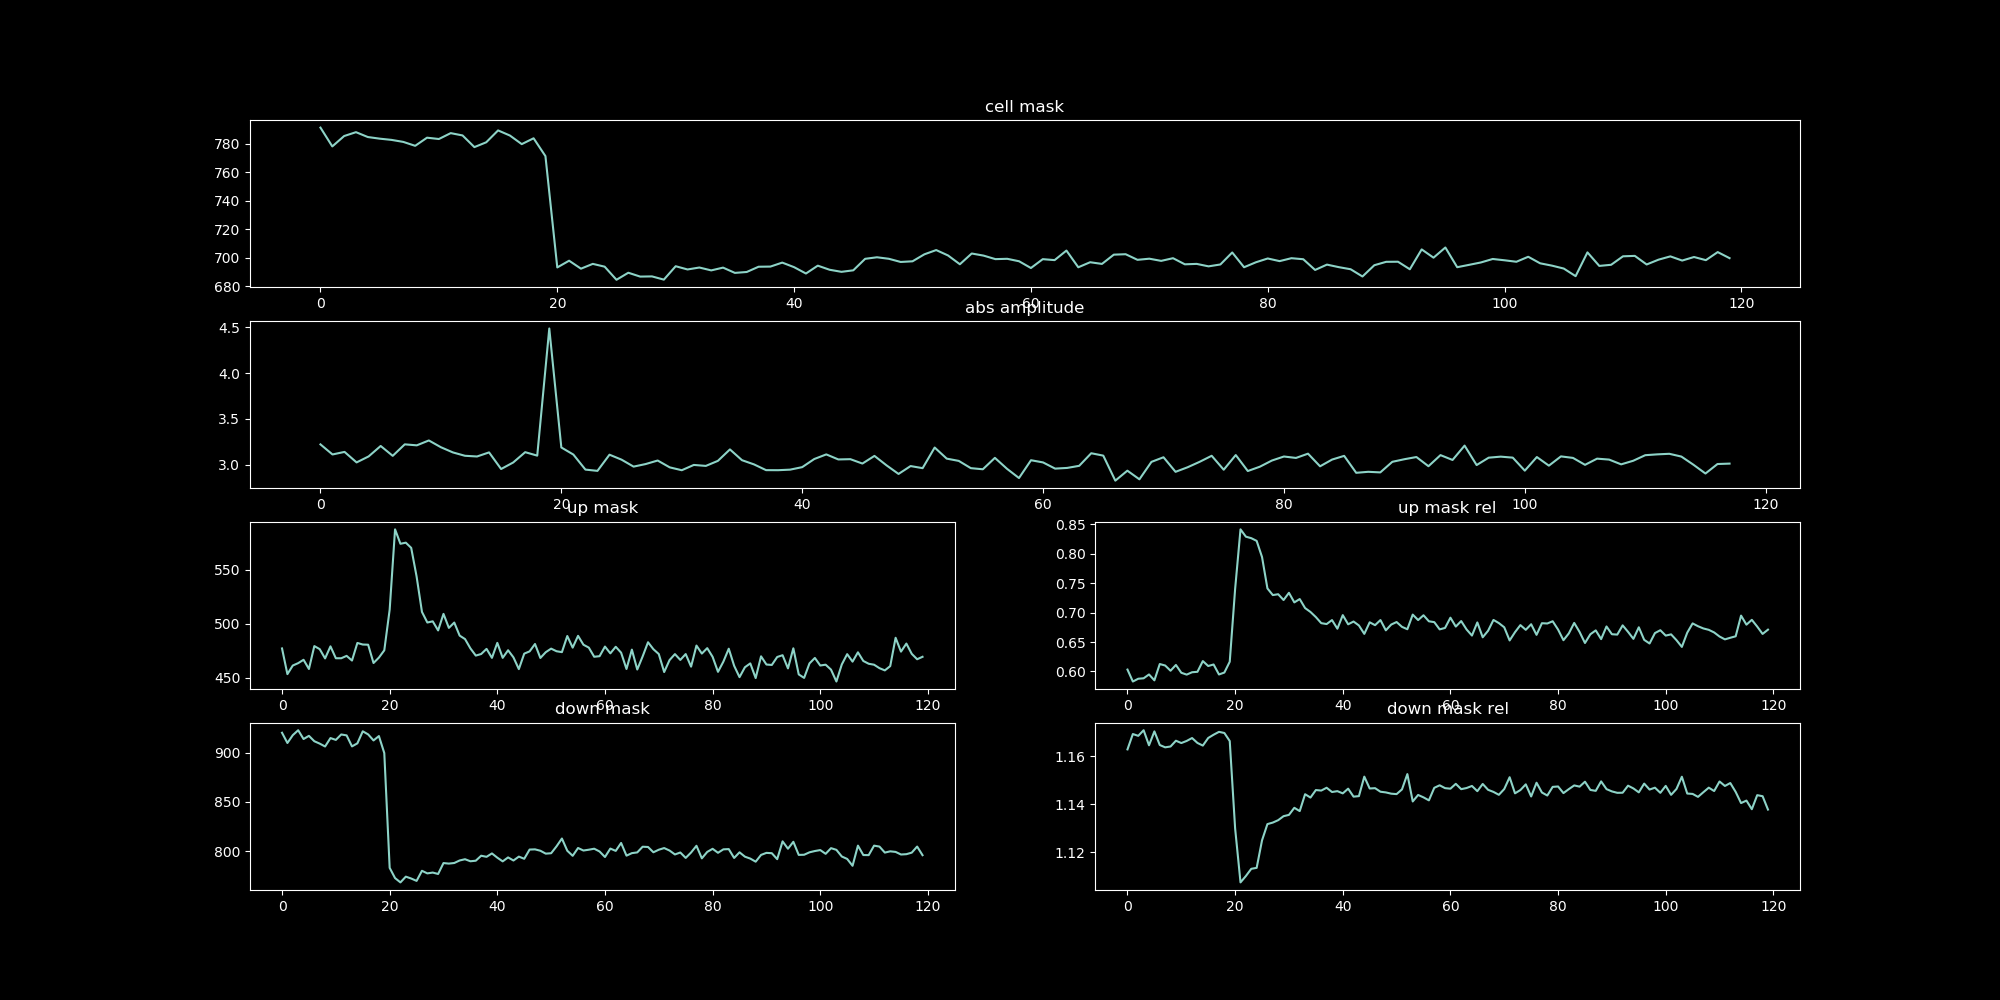 cell mask
780
760
740
720
700
680
0 20 40 60 80 100 120
abs amplitude
4.5
4.0
3.5
3.0
0 20 40 60 80 100 120
up mask
550
500
450
0 20 40 60 80 100 120
up mask rel
0.85
0.80
0.75
0.70
0.65
0.60
0 20 40 60 80 100 120
down mask
900
850
800
0 20 40 60 80 100 120
down mask rel
1.16
1.14
1.12
0 20 40 60 80 100 120